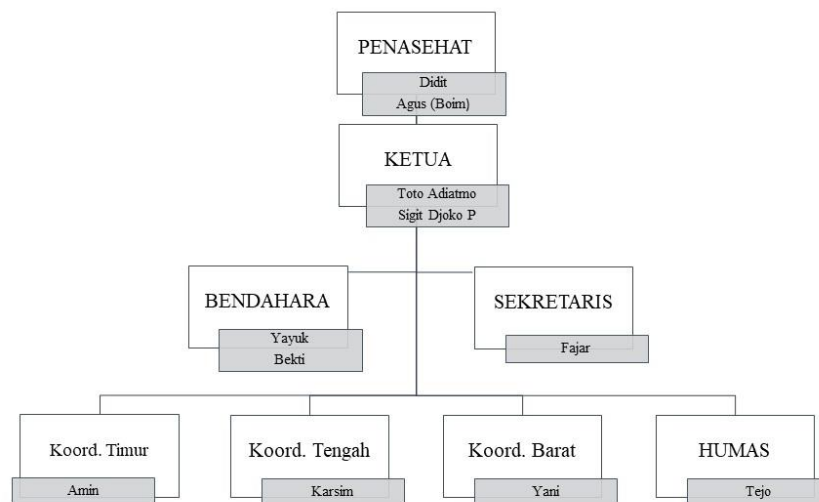 PENASEHAT
Didit
Agus (Boim)
KETUA
Toto Adiatmo
Sigit Djoko P
BENDAHARA
Yayuk
Bekti
SEKRETARIS
Fajar
Koord. Timur
Amin
Koord. Tengah
Karsim
Koord. Barat
Yani
HUMAS
Tejo